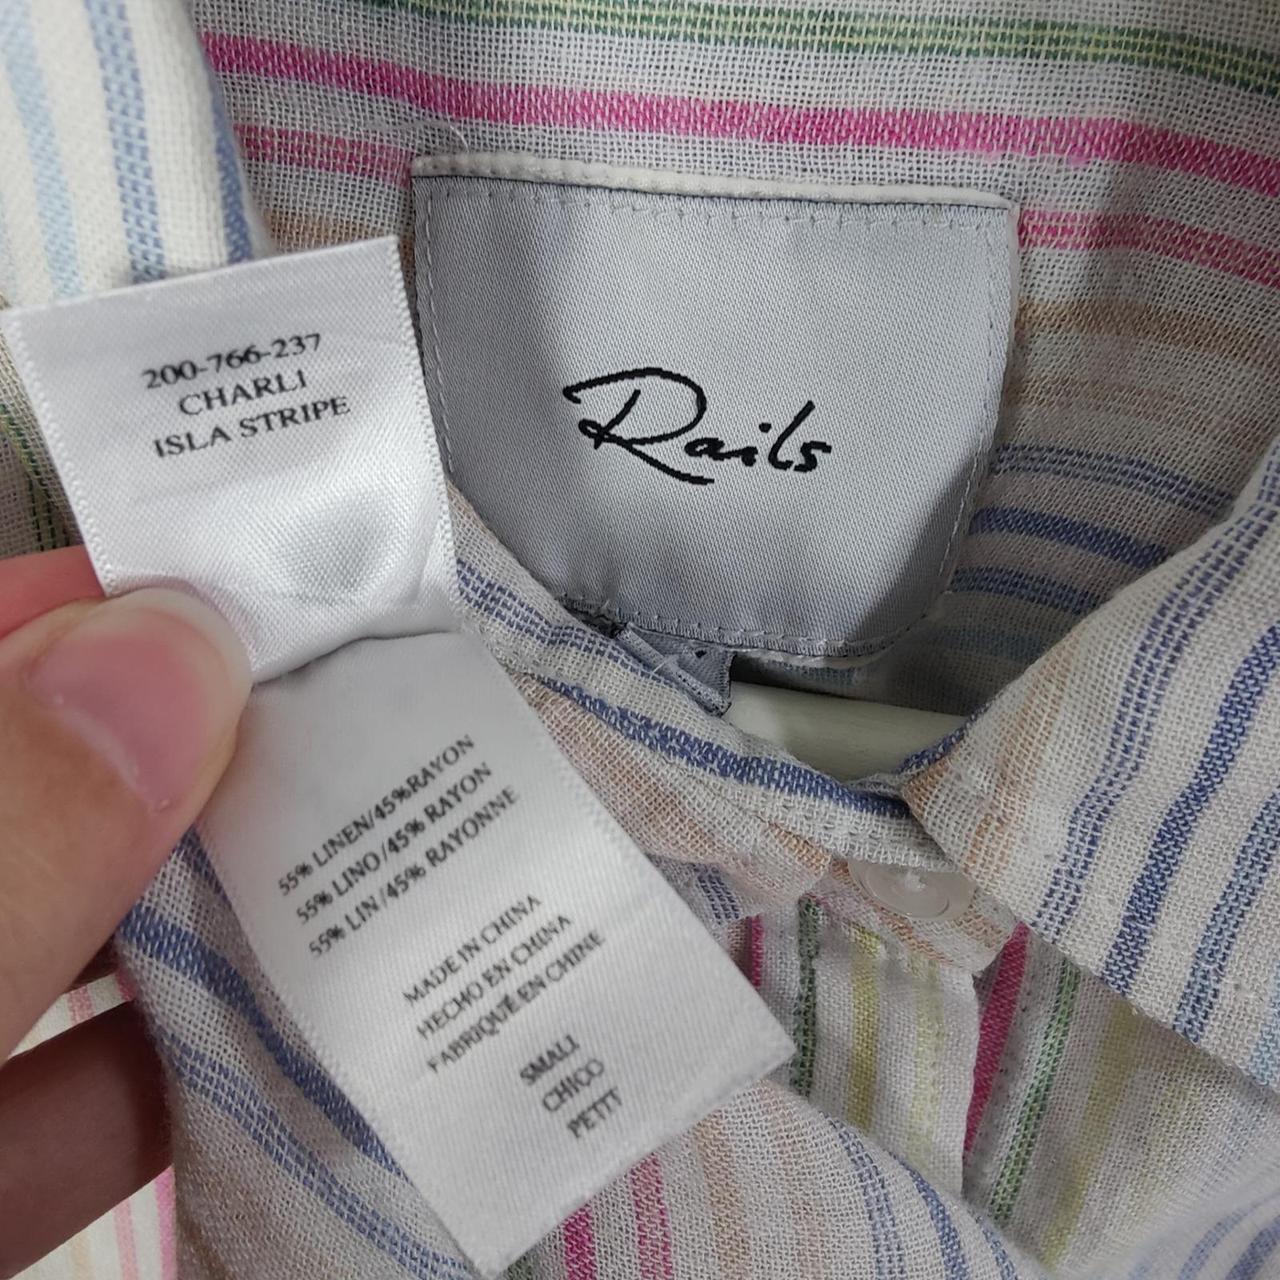 200-766-237
CHARLI
ISLA STRIPE
Rails
55% LINEN/45%RAYON
55% LINO/45% RAYON
55% LIN/45% RAYONNE
MADE IN CHINA
HECHO EN CHINA
FABRIQUÉ EN CHINE
SMALL
CHICO
PETIT